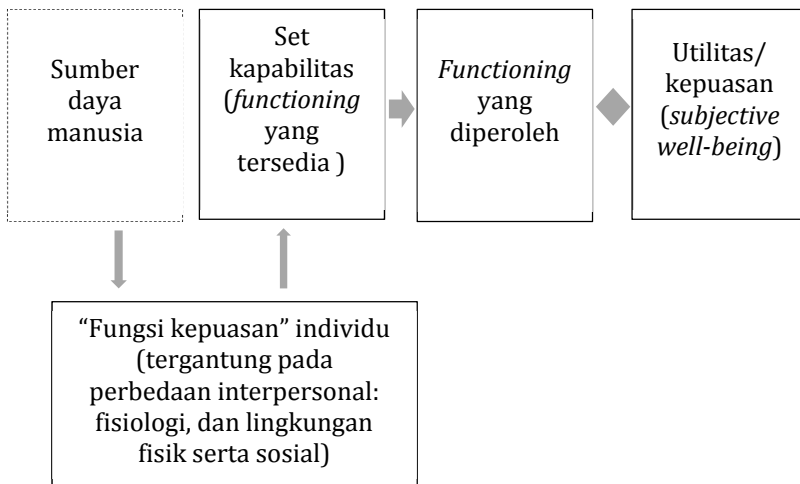 Sumber
daya
manusia
Set
kapabilitas
(functioning
yang
tersedia )
Functioning
yang
diperoleh
Utilitas/
kepuasan
(subjective
well-being)
“Fungsi kepuasan” individu
(tergantung pada
perbedaan interpersonal:
fisiologi, dan lingkungan
fisik serta sosial)